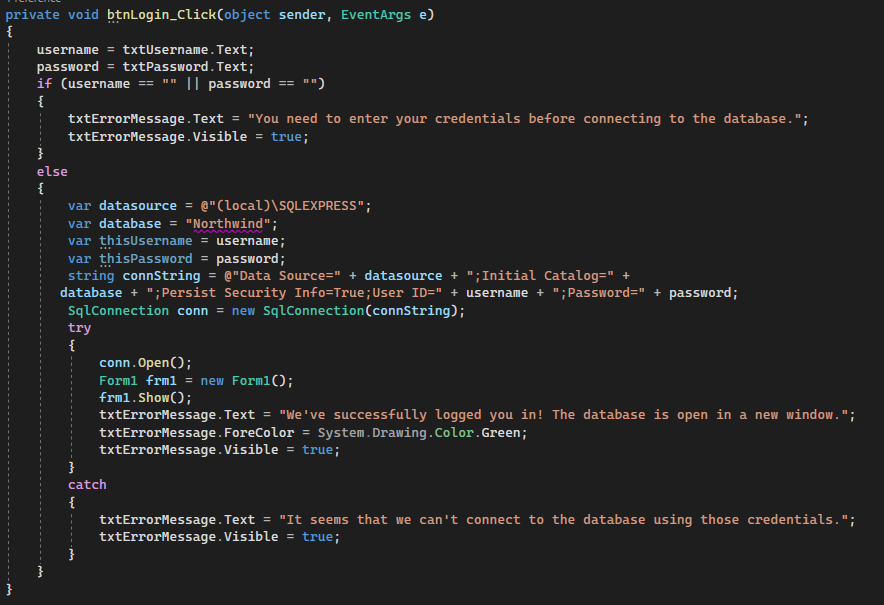 private void btnLogin_Click(object sender, EventArgs e)
{
    username = txtUsername.Text;
    password = txtPassword.Text;
    if (username == "" || password == "")
    {
        txtErrorMessage.Text = "You need to enter your credentials before connecting to the database.";
        txtErrorMessage.Visible = true;
    }
    else
    {
        var datasource = @"(local)\SQLEXPRESS";
        var database = "Northwind";
        var thisUsername = username;
        var thisPassword = password;
        string connString = @"Data Source=" + datasource + ";Initial Catalog=" +
       database + ";Persist Security Info=True;User ID=" + username + ";Password=" + password;
        SqlConnection conn = new SqlConnection(connString);
        try
        {
            conn.Open();
            Form1 frm1 = new Form1();
            frm1.Show();
            txtErrorMessage.Text = "We've successfully logged you in! The database is open in a new window.";
            txtErrorMessage.ForeColor = System.Drawing.Color.Green;
            txtErrorMessage.Visible = true;
        }
        catch
        {
            txtErrorMessage.Text = "It seems that we can't connect to the database using those credentials.";
            txtErrorMessage.Visible = true;
        }
    }
}